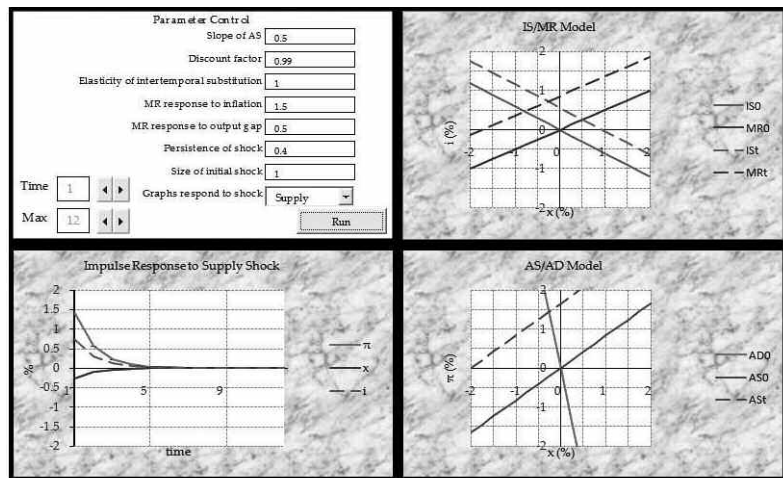 Parameter Control
Slope of AS 0.5
Discount factor 0.99
Elasticity of intertemporal substitution 1
MR response to inflation 1.5
MR response to output gap 0.5
Persistence of shock 0.4
Size of initial shock 1
Graphs respond to shock Supply
Time 1
Max 12
Run
IS/MR Model
2
1
0
-1
-2
-2 -1 0 1 2
i (%)
x (%)
IS0
MR0
ISt
MRt
Impulse Response to Supply Shock
2
1.5
1
0.5
0
-0.5
-1
-1.5
-2
1 5 9
%
time
π
x
i
AS/AD Model
2
1
0
-1
-2
-2 -1 0 1 2
π (%)
x (%)
AD0
AS0
ASt